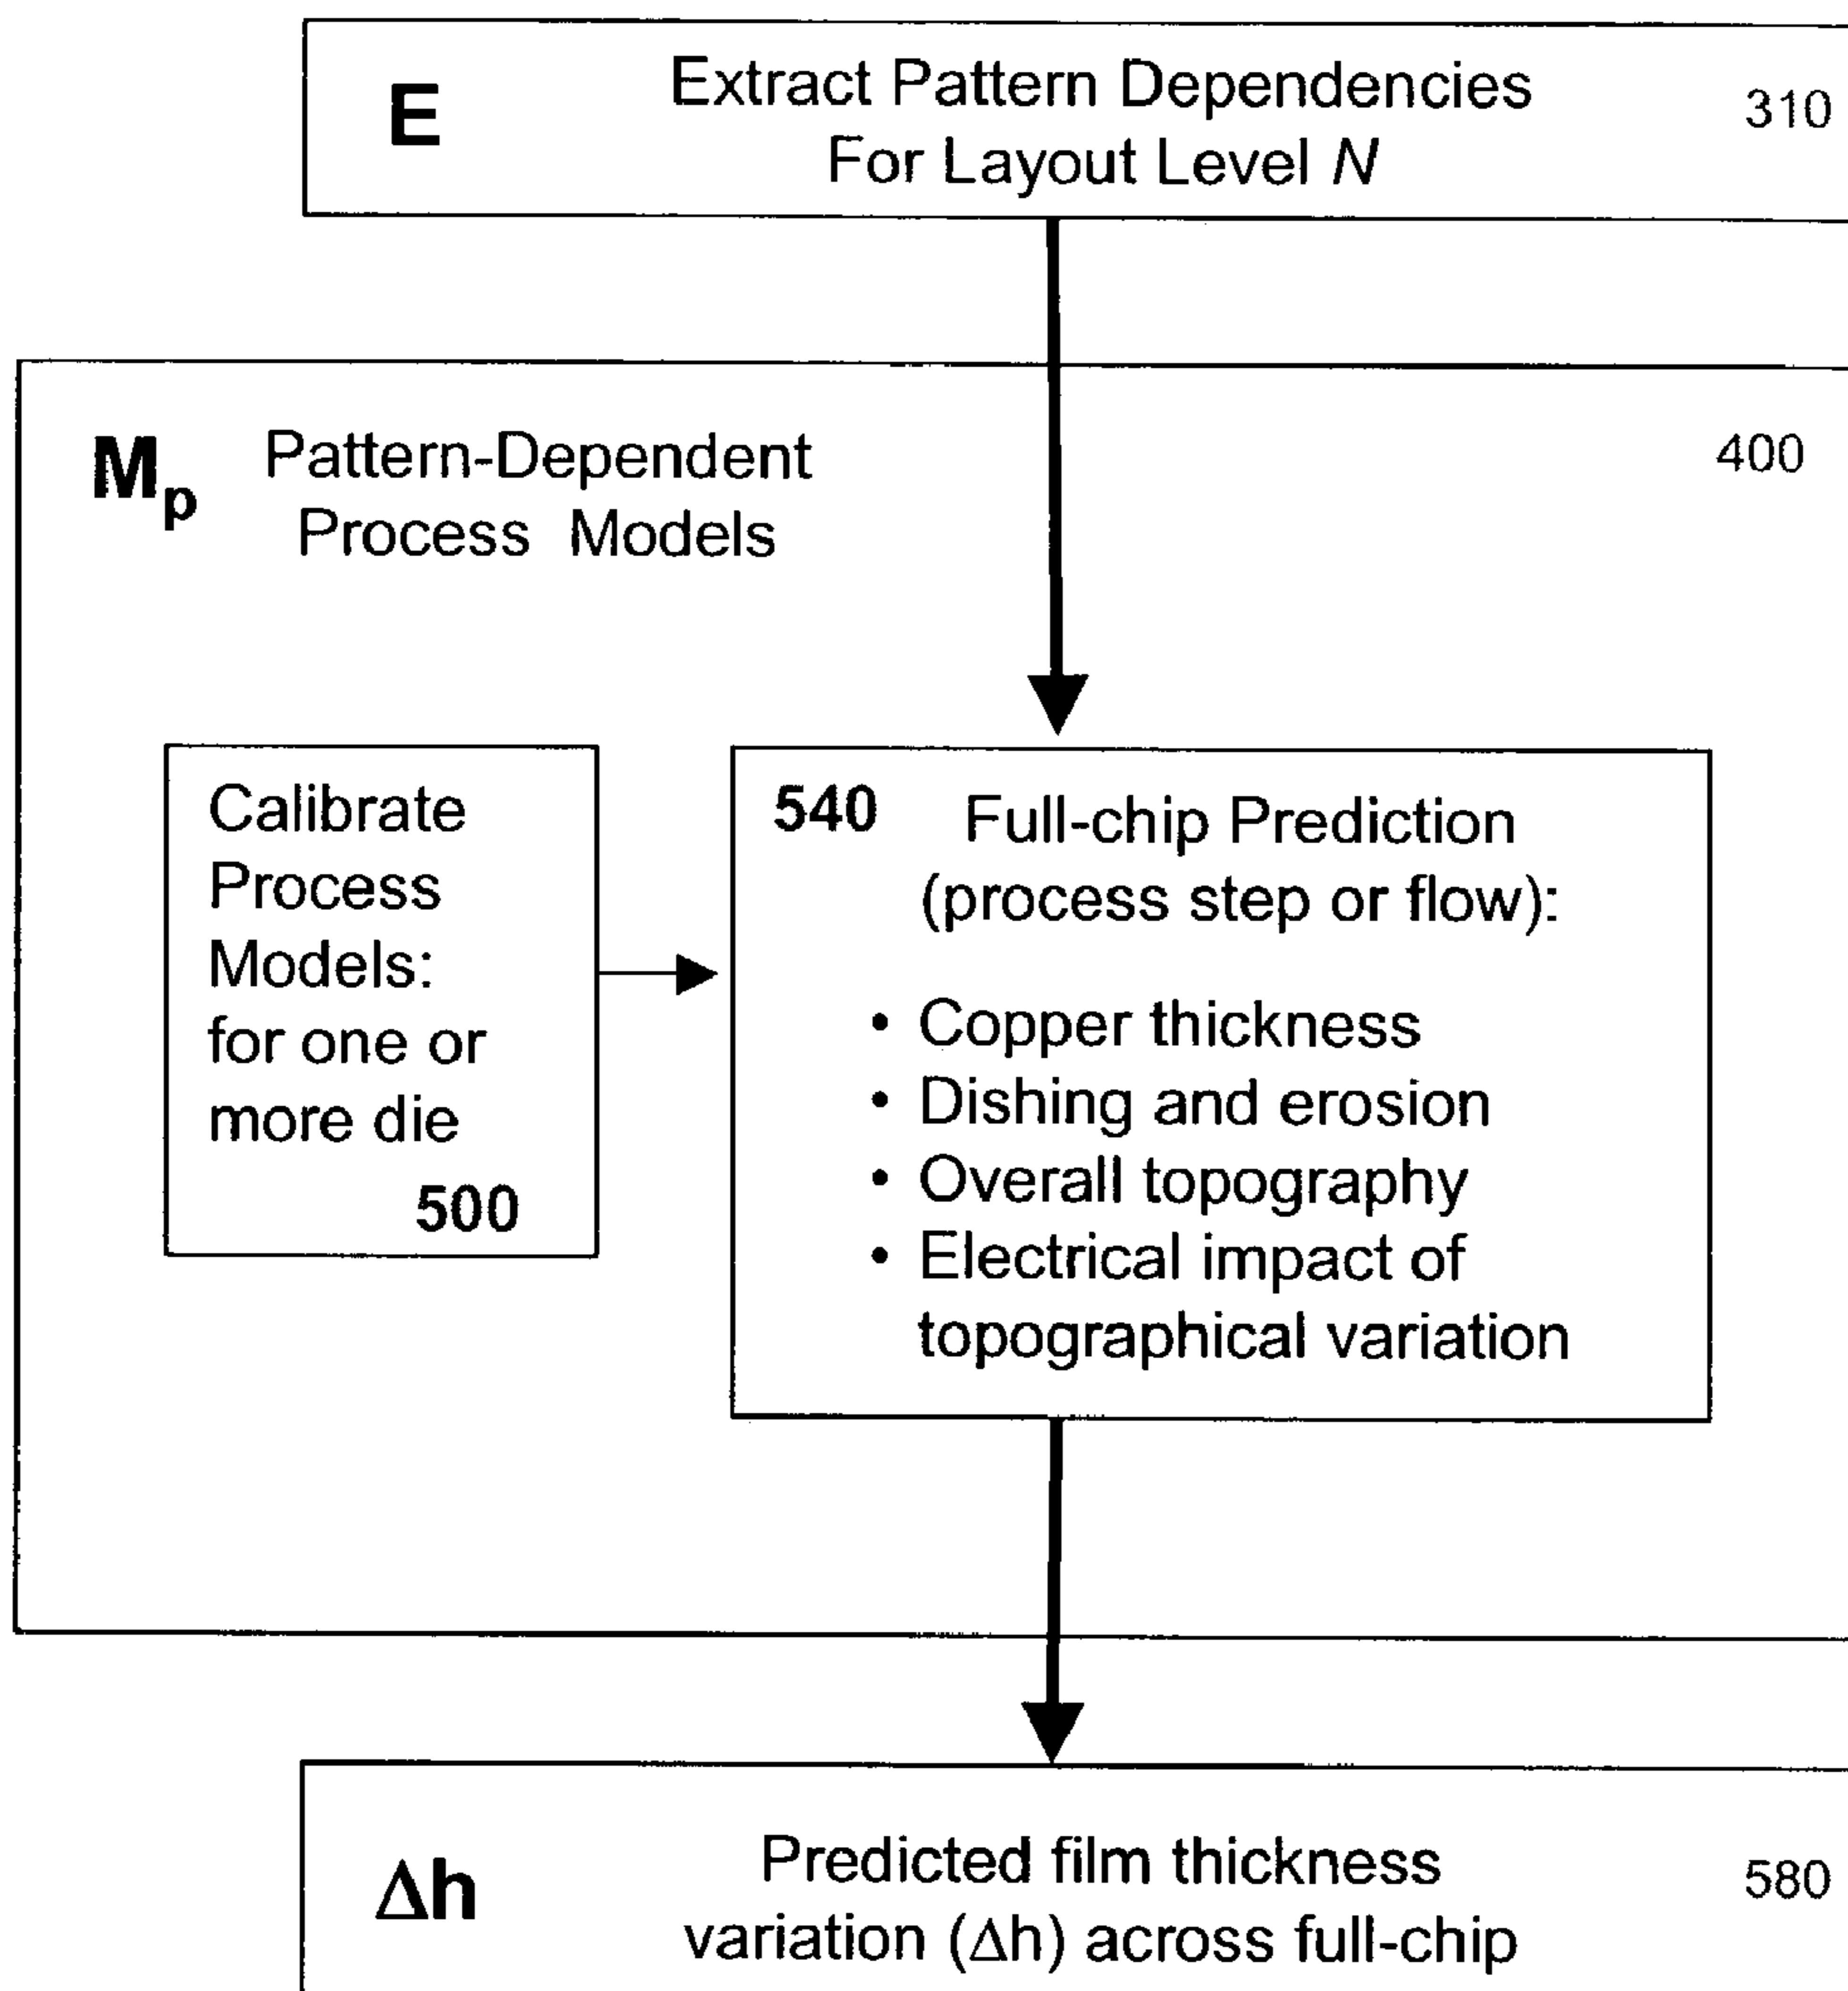 E
Extract Pattern Dependencies
For Layout Level N
310
Mp
Pattern-Dependent
Process Models
400
Calibrate
Process
Models:
for one or
more die
500
540
Full-chip Prediction
(process step or flow):
• Copper thickness
• Dishing and erosion
• Overall topography
• Electrical impact of
topographical variation
Δh
Predicted film thickness
variation (Δh) across full-chip
580